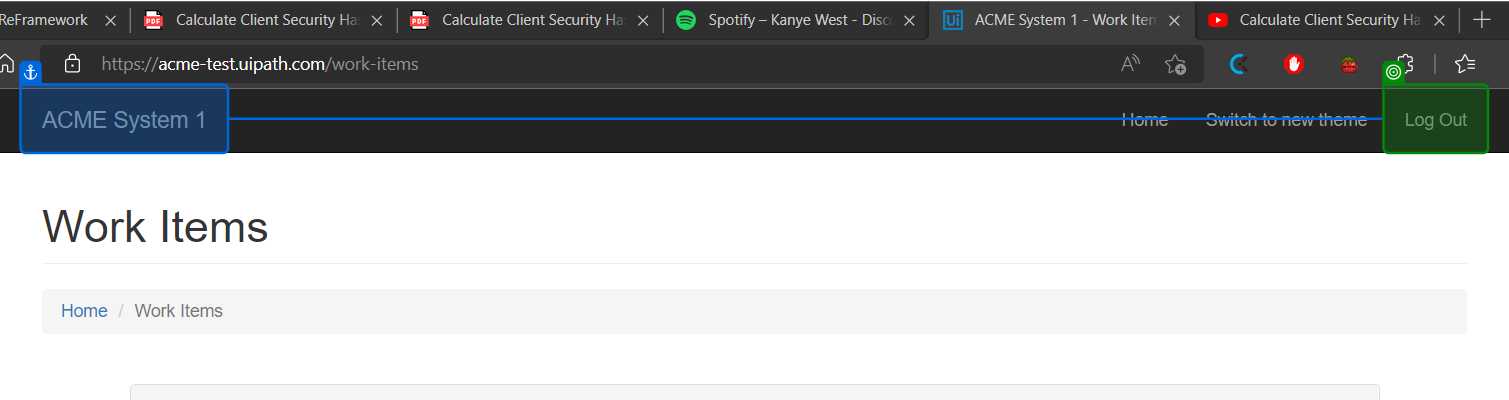 ReFramework
Calculate Client Security Ha
Calculate Client Security Ha
Spotify – Kanye West - Disc
ACME System 1 - Work Item
Calculate Client Security Ha
https://acme-test.uipath.com/work-items
ACME System 1
Home
Switch to new theme
Log Out
Work Items
Home / Work Items